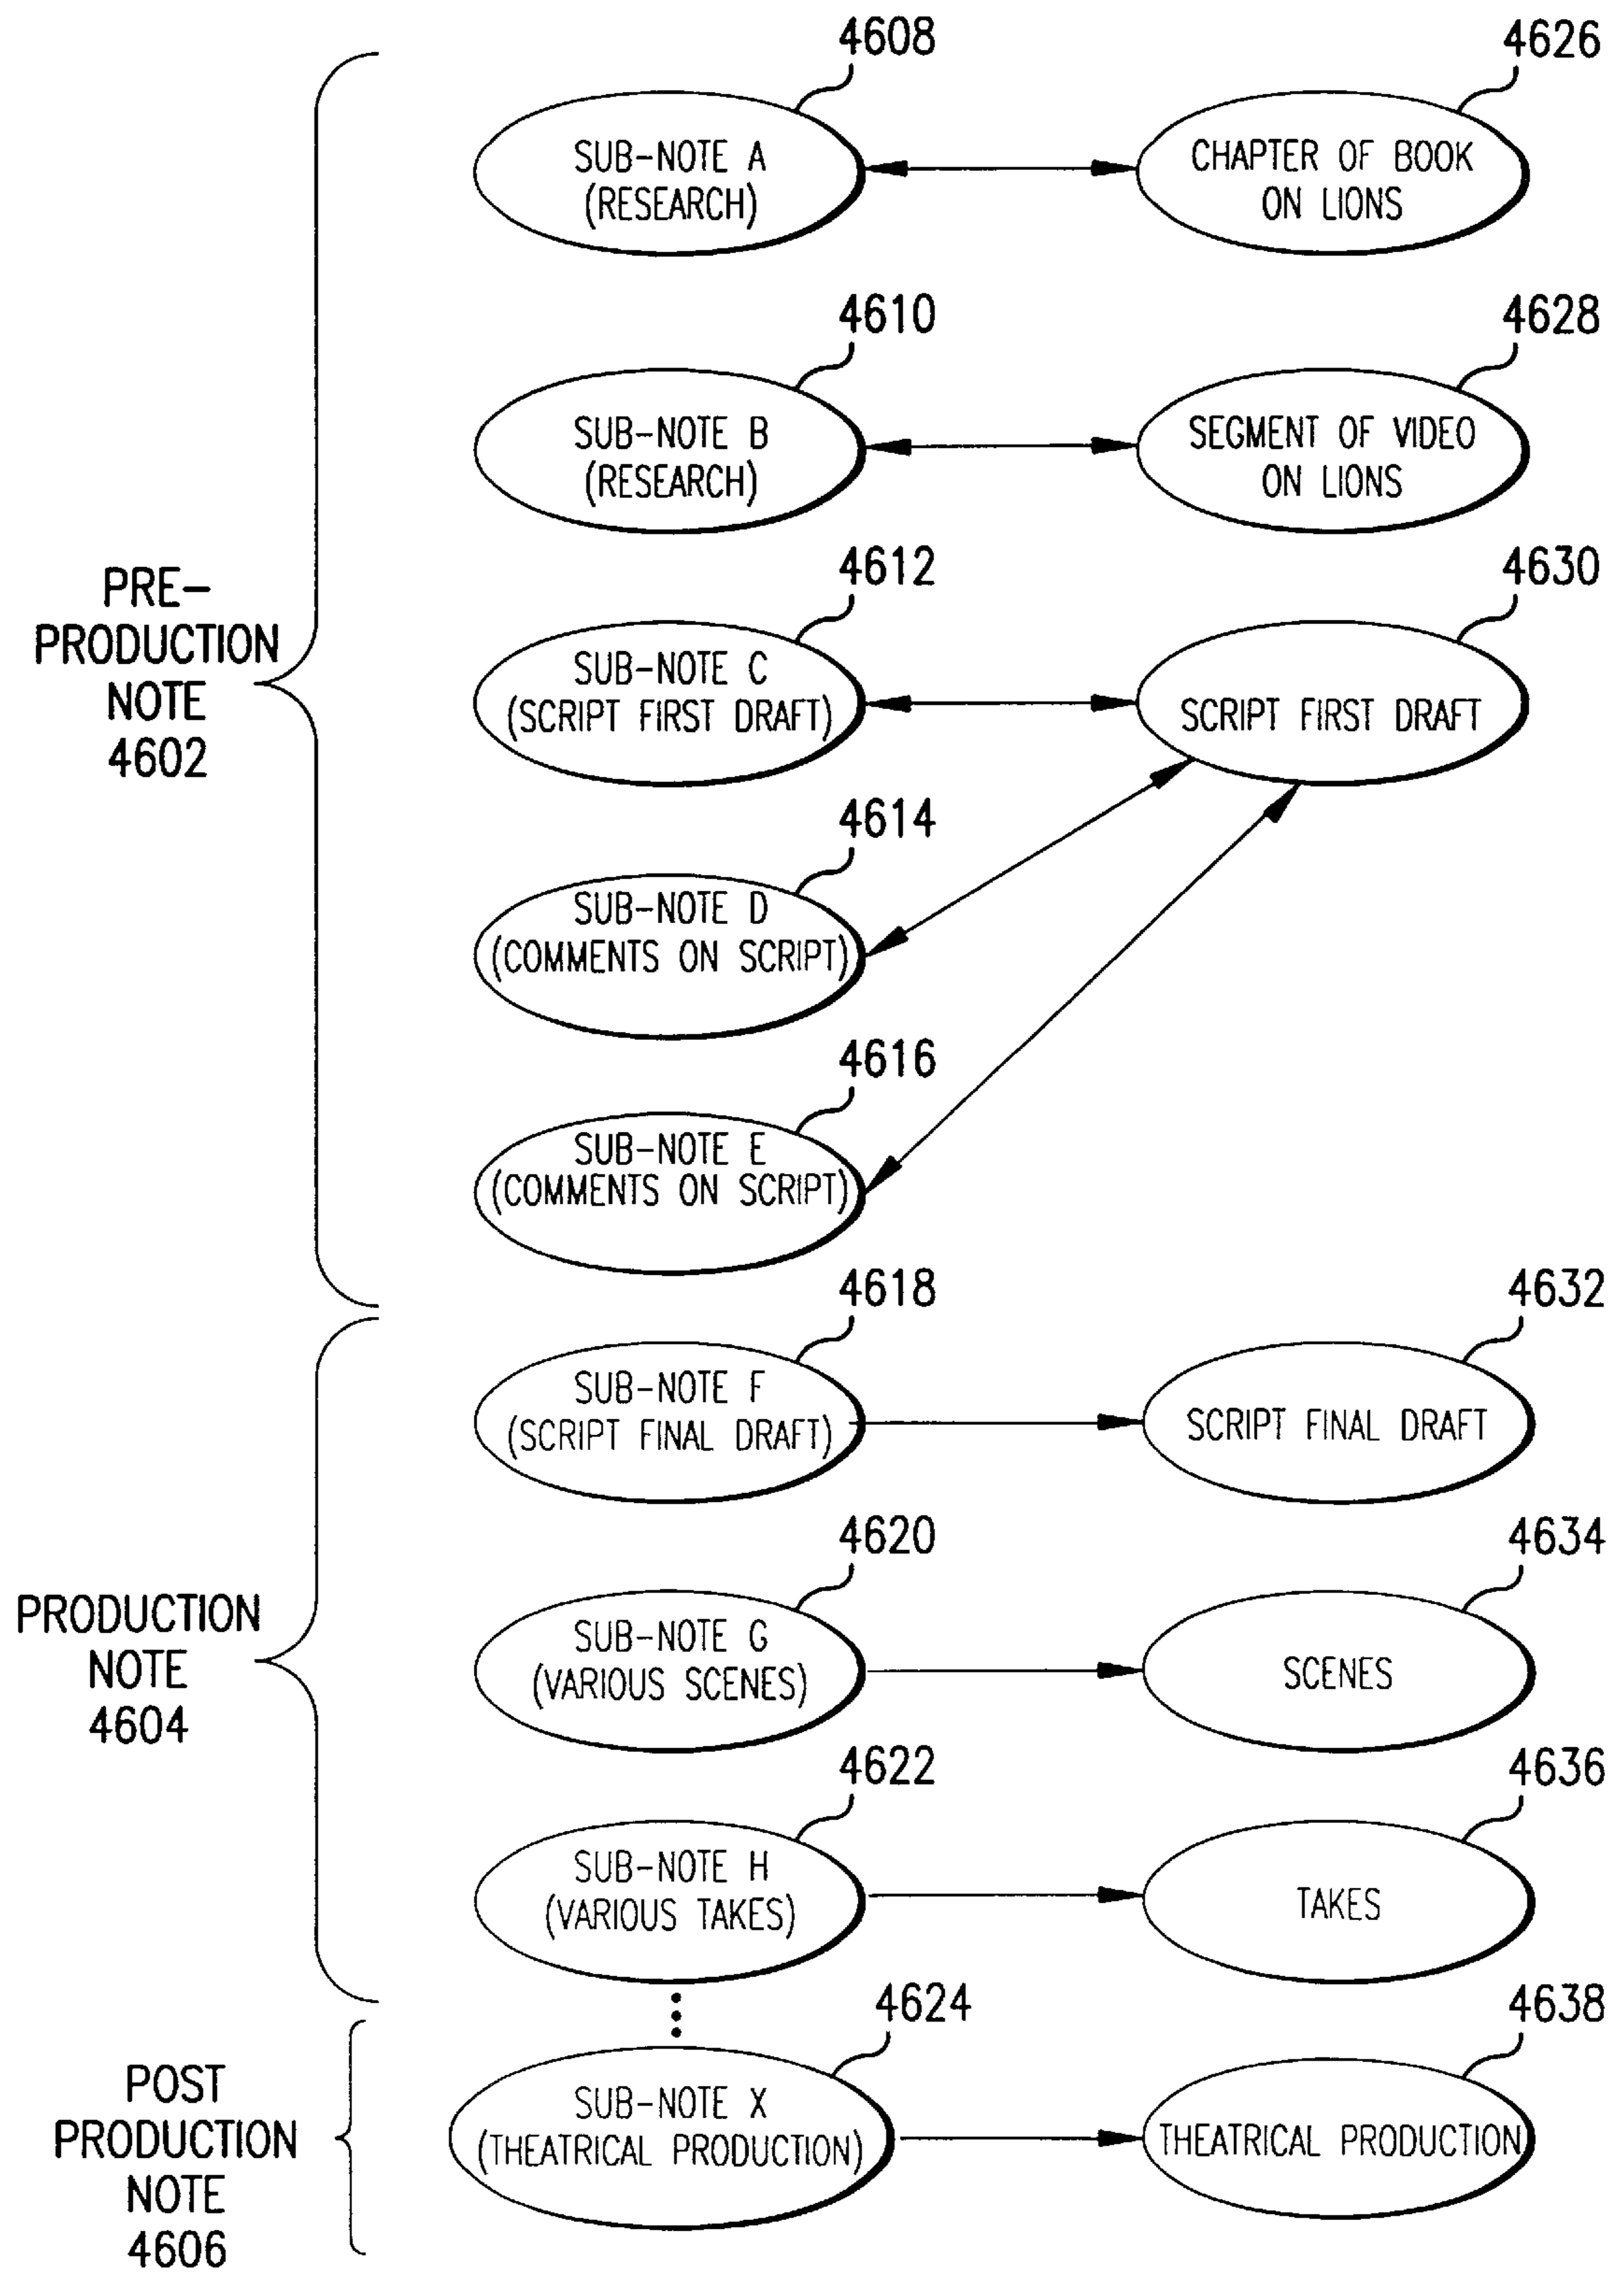 4608
4626
SUB-NOTE A
(RESEARCH)
CHAPTER OF BOOK
ON LIONS
4610
4628
SUB-NOTE B
(RESEARCH)
SEGMENT OF VIDEO
ON LIONS
PRE-
PRODUCTION
NOTE
4602
4612
4630
SUB-NOTE C
(SCRIPT FIRST DRAFT)
SCRIPT FIRST DRAFT
4614
SUB-NOTE D
(COMMENTS ON SCRIPT)
4616
SUB-NOTE E
(COMMENTS ON SCRIPT)
4618
4632
SUB-NOTE F
(SCRIPT FINAL DRAFT)
SCRIPT FINAL DRAFT
PRODUCTION
NOTE
4604
4620
4634
SUB-NOTE G
(VARIOUS SCENES)
SCENES
4622
4636
SUB-NOTE H
(VARIOUS TAKES)
TAKES
POST
PRODUCTION
NOTE
4606
4624
4638
SUB-NOTE X
(THEATRICAL PRODUCTION)
THEATRICAL PRODUCTION